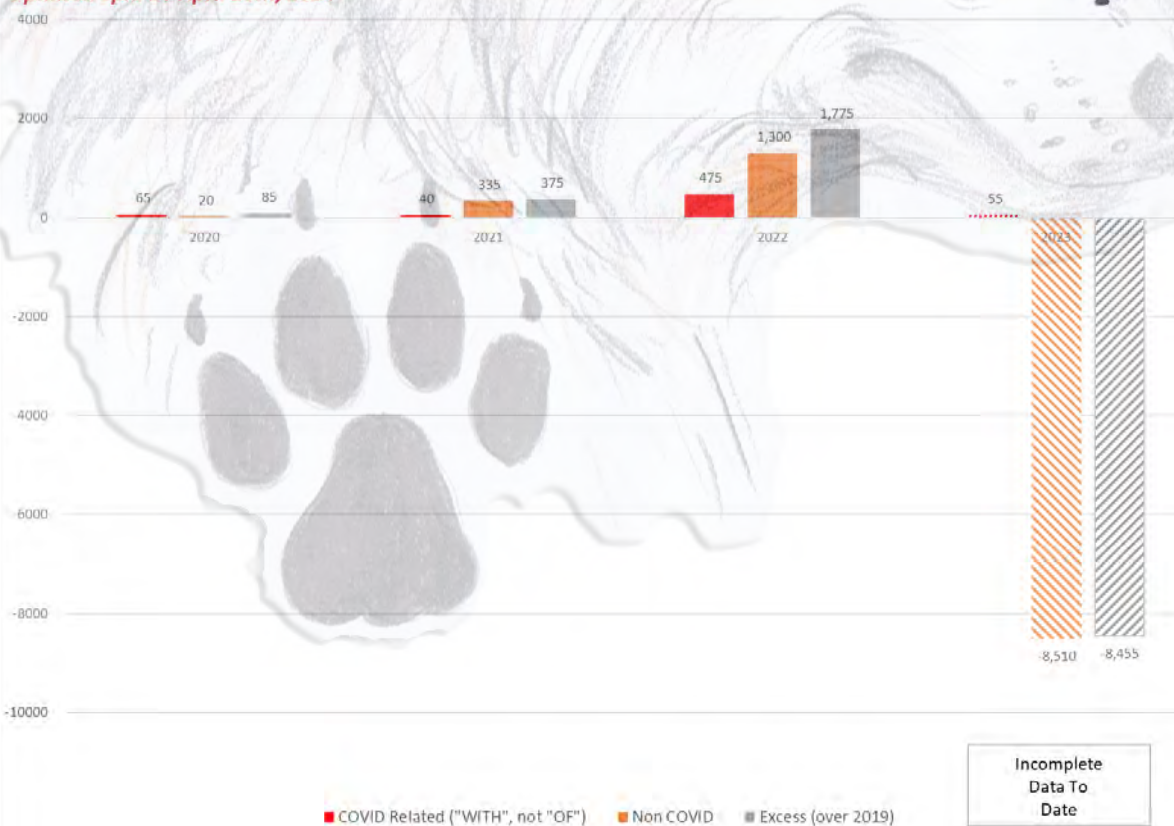 4000
2000
1,775
1,300
475
335 375
65 20 85 40 55
0
2020 2021 2022 2023
-2000
-4000
-6000
-8000
-8,510 -8,455
-10000
Incomplete
Data To
Date
COVID Related ("WITH", not "OF") Non COVID Excess (over 2019)